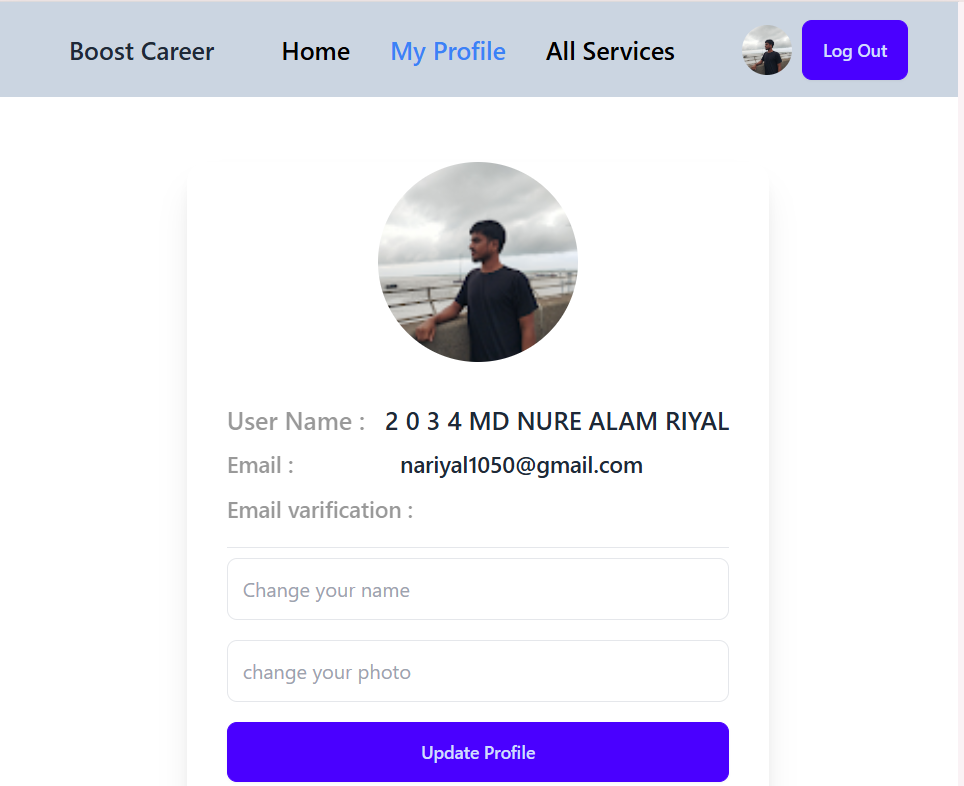 Boost Career Home My Profile All Services Log Out
User Name : 2 0 3 4 MD NURE ALAM RIYAL
Email : nariyal1050@gmail.com
Email varification :
Change your name
change your photo
Update Profile